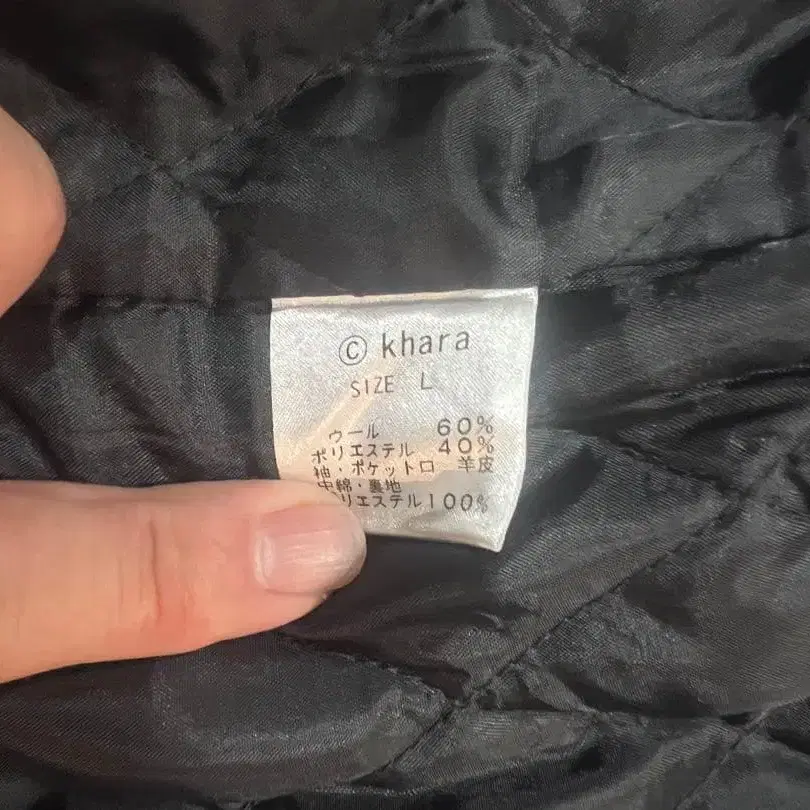 © khara
SIZE L
ウール 60%
ポリエステル 40%
袖・ポケット口 羊皮
中綿・裏地
リエステル100%